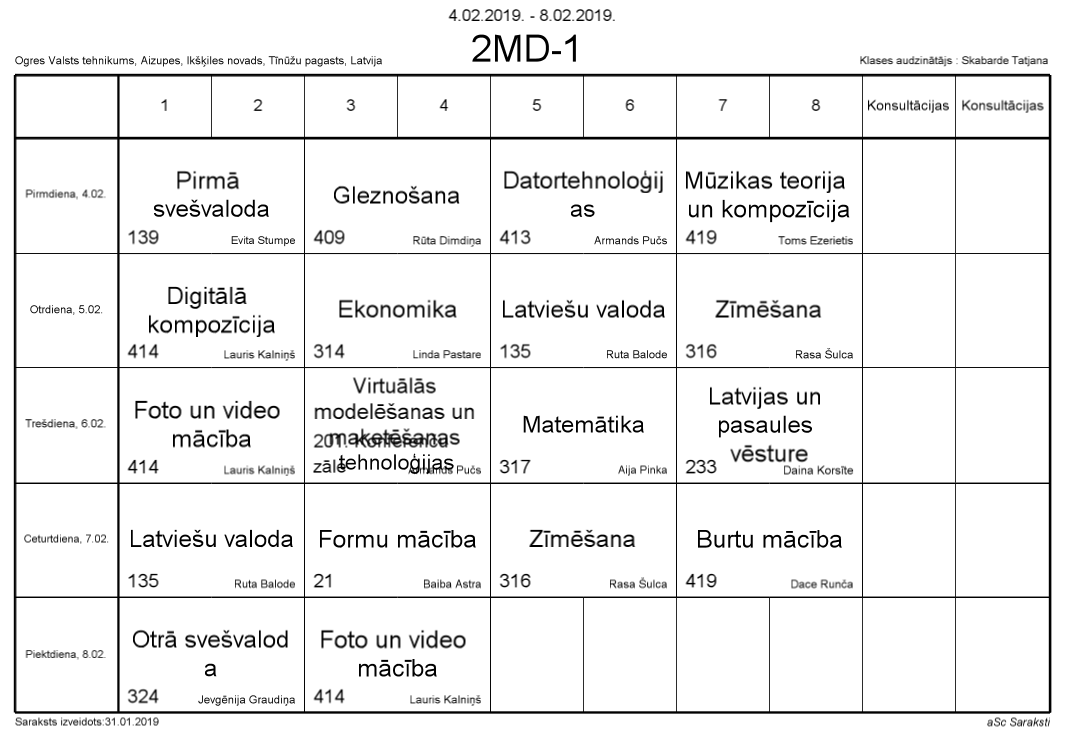 4.02.2019. - 8.02.2019.
2MD-1
Ogres Valsts tehnikums, Aizupes, Ikšķiles novads, Tīnūžu pagasts, Latvija
Klases audzinātājs : Skabarde Tatjana
1 2 3 4 5 6 7 8 Konsultācijas Konsultācijas
Pirmdiena, 4.02.
Pirmā
svešvaloda
139 Evita Stumpe
Gleznošana
409 Rūta Dimdiņa
Datortehnoloģij
as
413 Armands Pučs
Mūzikas teorija
un kompozīcija
419 Toms Ezerietis
Otrdiena, 5.02.
Digitālā
kompozīcija
414 Lauris Kalniņš
Ekonomika
314 Linda Pastare
Latviešu valoda
135 Ruta Balode
Zīmēšana
316 Rasa Šulca
Trešdiena, 6.02.
Foto un video
mācība
414 Lauris Kalniņš
Virtuālās
modelēšanas un
maketēšanas
tehnoloģijas
201. Konferenču
zāle Armands Pučs
Matemātika
317 Aija Pinka
Latvijas un
pasaules
vēsture
233 Daina Korsīte
Ceturtdiena, 7.02.
Latviešu valoda
135 Ruta Balode
Formu mācība
21 Baiba Astra
Zīmēšana
316 Rasa Šulca
Burtu mācība
419 Dace Runča
Piektdiena, 8.02.
Otrā svešvalod
a
324 Jevgēnija Graudiņa
Foto un video
mācība
414 Lauris Kalniņš
Saraksts izveidots:31.01.2019
aSc Saraksti